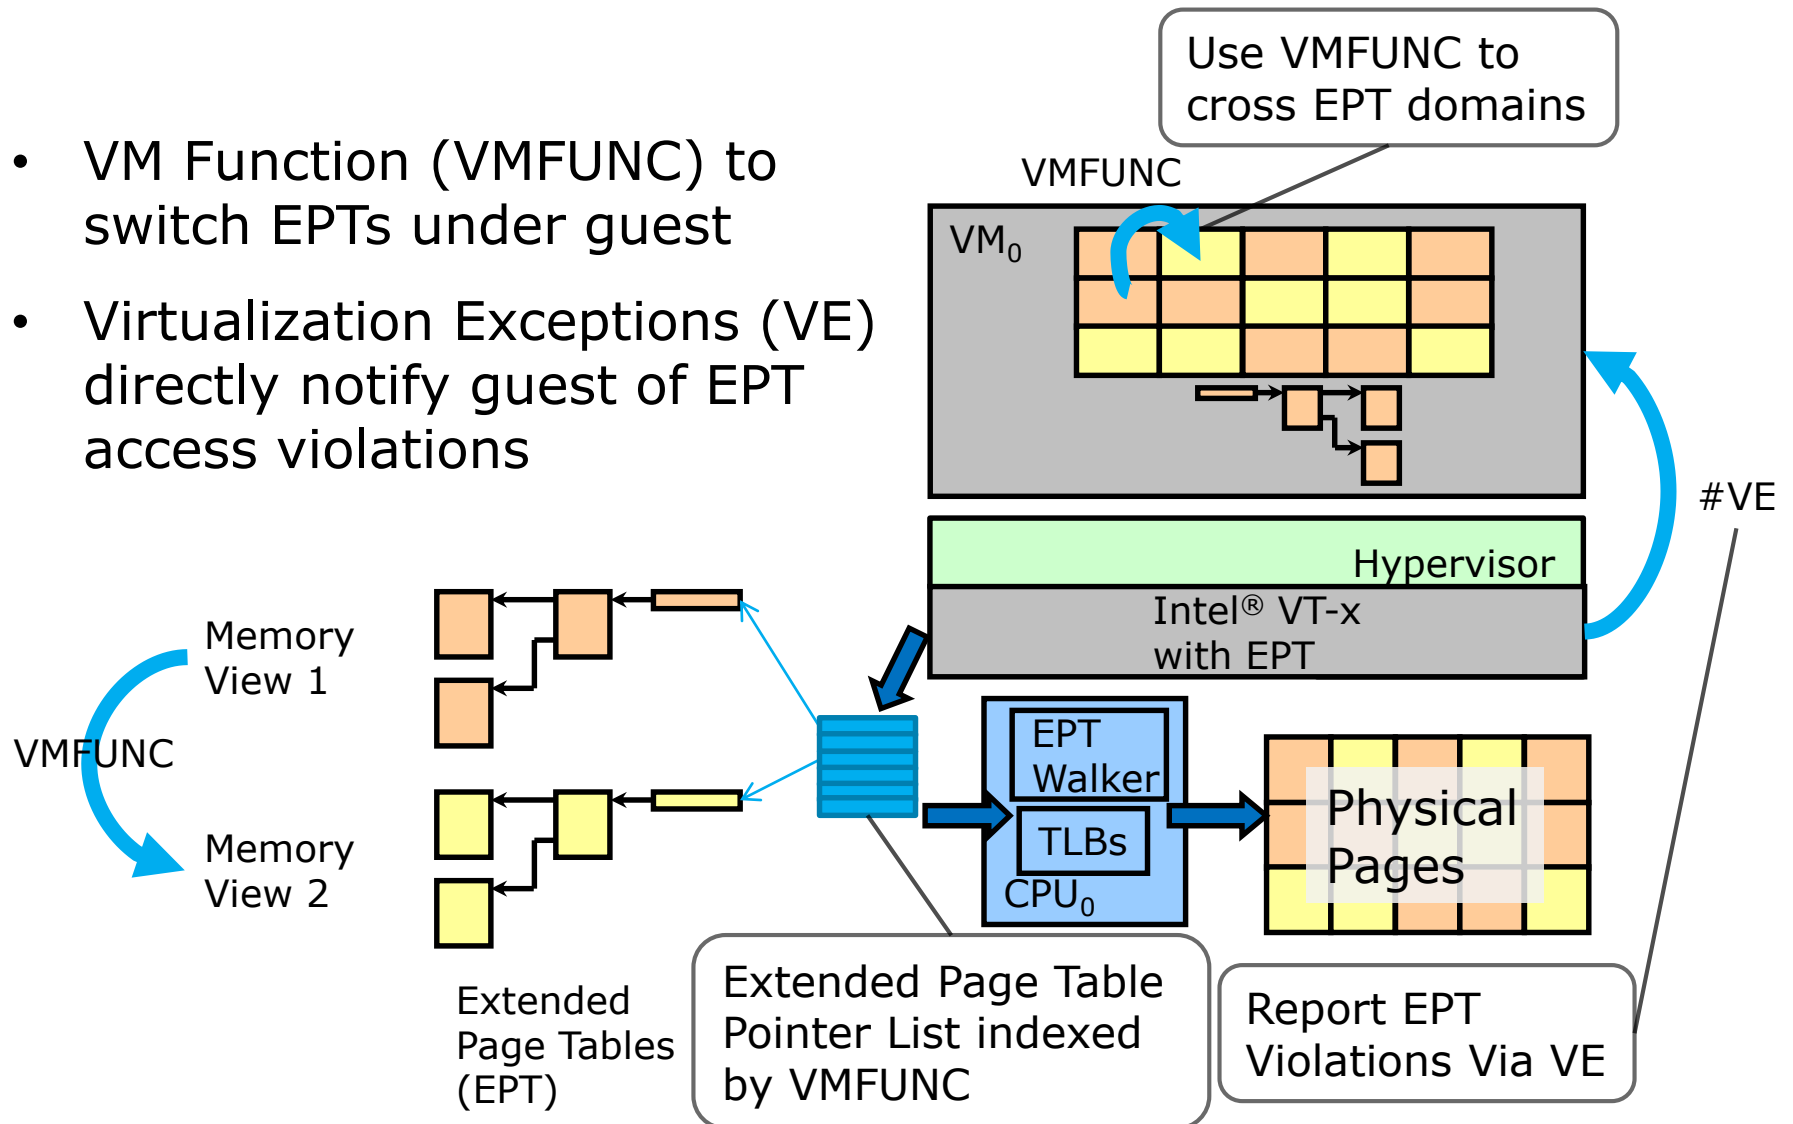 • VM Function (VMFUNC) to
switch EPTs under guest
• Virtualization Exceptions (VE)
directly notify guest of EPT
access violations
Use VMFUNC to
cross EPT domains
VMFUNC
VM₀
#VE
Hypervisor
Intel® VT-x
with EPT
Memory
View 1
VMFUNC
Memory
View 2
EPT
Walker
TLBs
CPU₀
Physical
Pages
Extended
Page Tables
(EPT)
Extended Page Table
Pointer List indexed
by VMFUNC
Report EPT
Violations Via VE